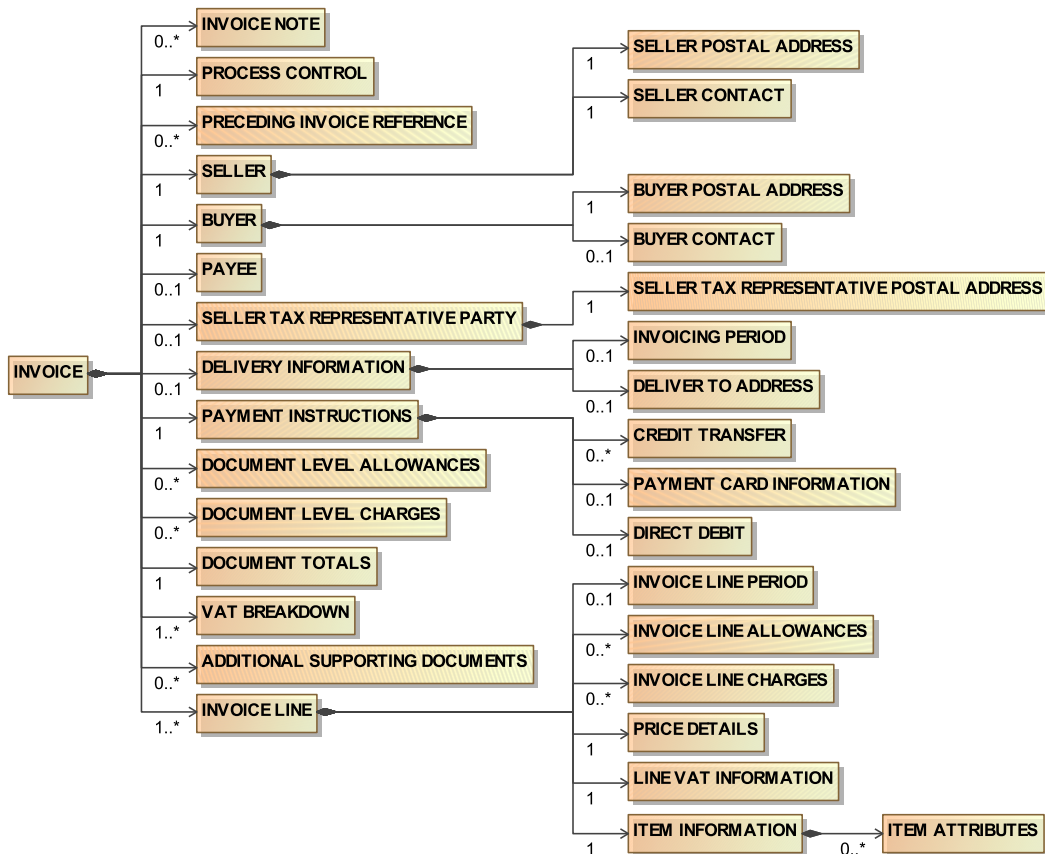 INVOICE
INVOICE NOTE
0..*
PROCESS CONTROL
1
PRECEDING INVOICE REFERENCE
0..*
SELLER
1
BUYER
1
PAYEE
0..1
SELLER TAX REPRESENTATIVE PARTY
0..1
DELIVERY INFORMATION
0..1
PAYMENT INSTRUCTIONS
1
DOCUMENT LEVEL ALLOWANCES
0..*
DOCUMENT LEVEL CHARGES
0..*
DOCUMENT TOTALS
1
VAT BREAKDOWN
1..*
ADDITIONAL SUPPORTING DOCUMENTS
0..*
INVOICE LINE
1..*
SELLER POSTAL ADDRESS
1
SELLER CONTACT
1
BUYER POSTAL ADDRESS
1
BUYER CONTACT
0..1
SELLER TAX REPRESENTATIVE POSTAL ADDRESS
1
INVOICING PERIOD
0..1
DELIVER TO ADDRESS
0..1
CREDIT TRANSFER
0..*
PAYMENT CARD INFORMATION
0..1
DIRECT DEBIT
0..1
INVOICE LINE PERIOD
0..1
INVOICE LINE ALLOWANCES
0..*
INVOICE LINE CHARGES
0..*
PRICE DETAILS
1
LINE VAT INFORMATION
1
ITEM INFORMATION
1
ITEM ATTRIBUTES
0..*